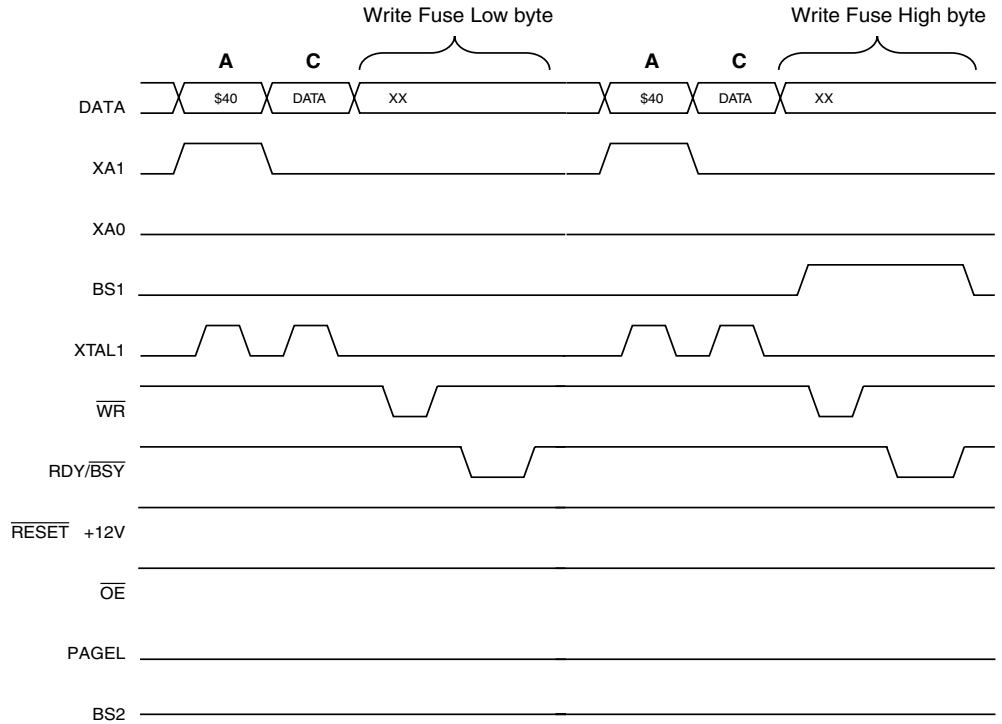 Write Fuse Low byte
Write Fuse High byte
A
C
A
C
DATA
$40
DATA
XX
$40
DATA
XX
XA1
XA0
BS1
XTAL1
WR
RDY/BSY
RESET +12V
OE
PAGEL
BS2